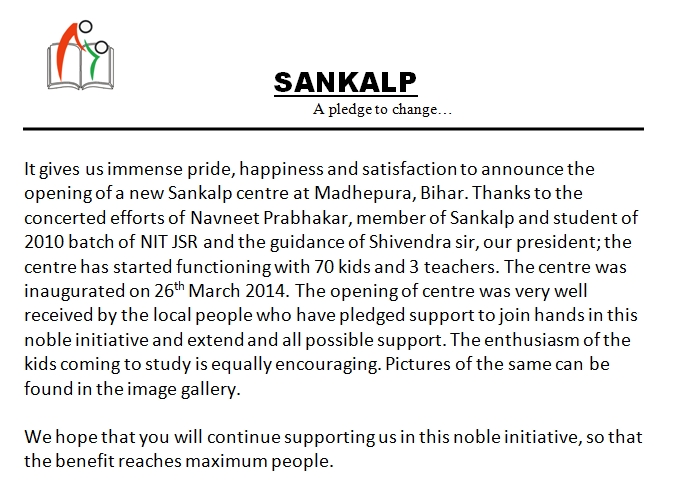 SANKALP
A pledge to change...
It gives us immense pride, happiness and satisfaction to announce the
opening of a new Sankalp centre at Madhepura, Bihar. Thanks to the
concerted efforts of Navneet Prabhakar, member of Sankalp and student of
2010 batch of NIT JSR and the guidance of Shivendra sir, our president; the
centre has started functioning with 70 kids and 3 teachers. The centre was
inaugurated on 26th March 2014. The opening of centre was very well
received by the local people who have pledged support to join hands in this
noble initiative and extend and all possible support. The enthusiasm of the
kids coming to study is equally encouraging. Pictures of the same can be
found in the image gallery.
We hope that you will continue supporting us in this noble initiative, so that
the benefit reaches maximum people.